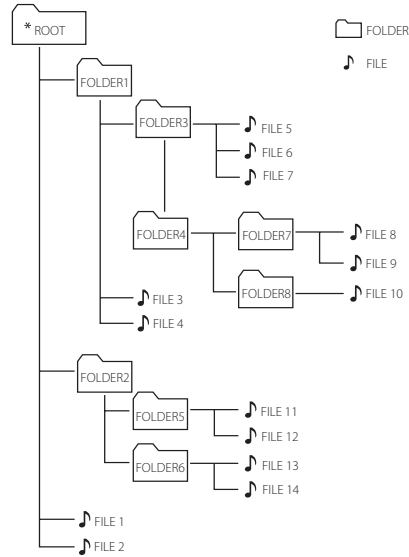 * ROOT
FOLDER
FILE
FOLDER1
FOLDER3
FILE 5
FILE 6
FILE 7
FOLDER4
FOLDER7
FILE 8
FILE 9
FOLDER8
FILE 10
FILE 3
FILE 4
FOLDER2
FOLDER5
FILE 11
FILE 12
FOLDER6
FILE 13
FILE 14
FILE 1
FILE 2